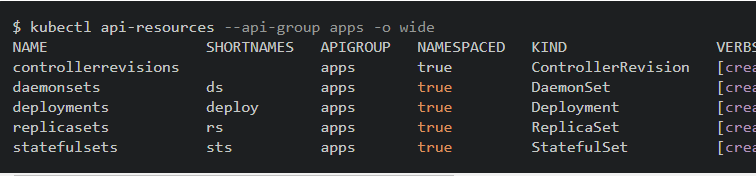 $ kubectl api-resources --api-group apps -o wide
NAME SHORTNAMES APIGROUP NAMESPACED KIND VERBS
controllerrevisions apps true ControllerRevision [crea
daemonsets ds apps true DaemonSet [crea
deployments deploy apps true Deployment [crea
replicasets rs apps true ReplicaSet [crea
statefulsets sts apps true StatefulSet [crea